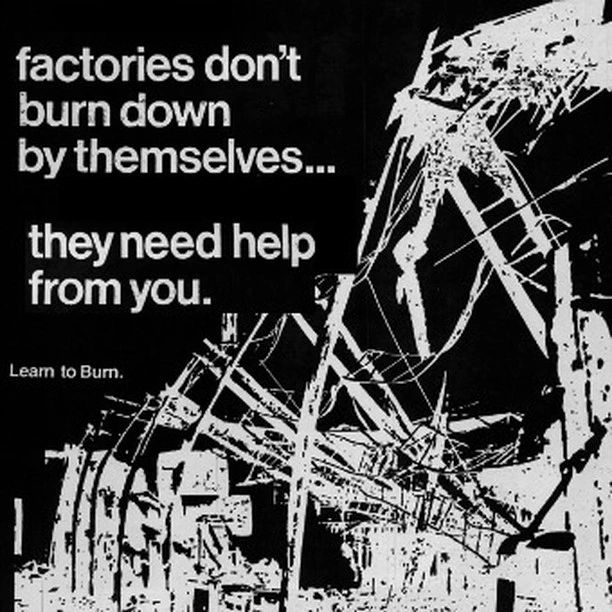 factories don't
burn down
by themselves...
they need help
from you.
Learn to Burn.